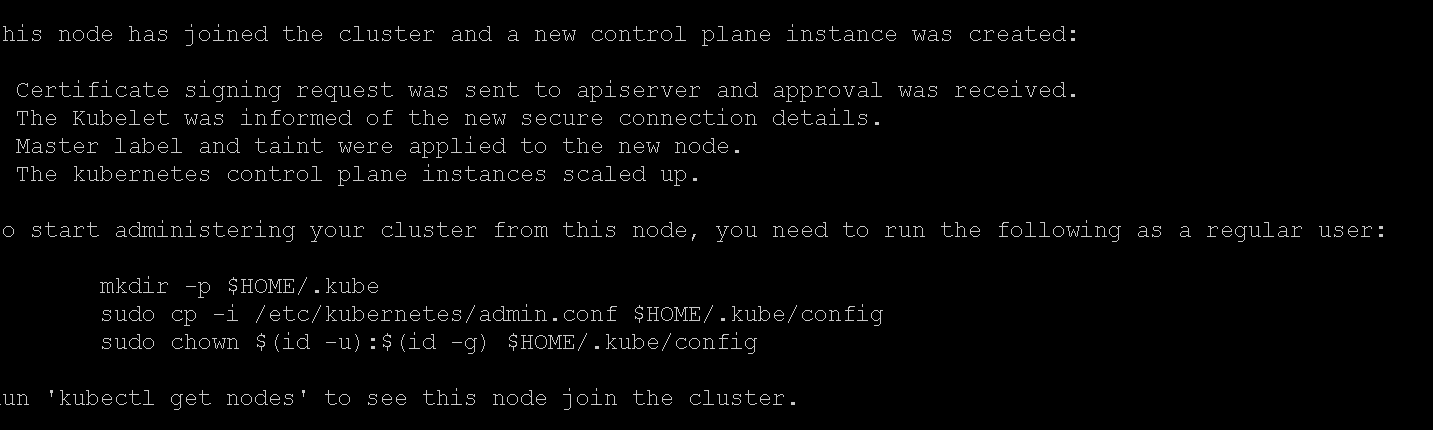 his node has joined the cluster and a new control plane instance was created:
Certificate signing request was sent to apiserver and approval was received.
The Kubelet was informed of the new secure connection details.
Master label and taint were applied to the new node.
The kubernetes control plane instances scaled up.
o start administering your cluster from this node, you need to run the following as a regular user:
mkdir -p $HOME/.kube
sudo cp -i /etc/kubernetes/admin.conf $HOME/.kube/config
sudo chown $(id -u):$(id -g) $HOME/.kube/config
un 'kubectl get nodes' to see this node join the cluster.